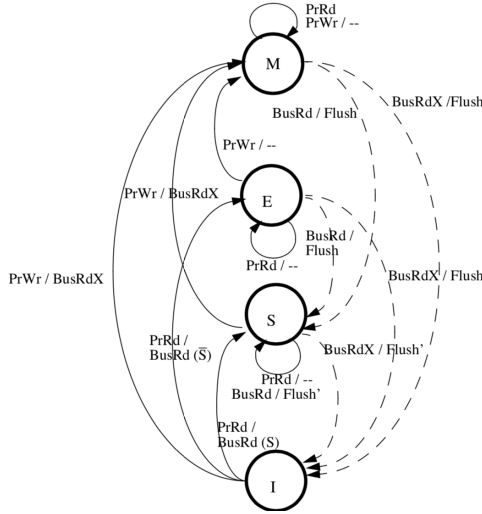 PrRd
PrWr / --
M
BusRdX /Flush
BusRd / Flush
PrWr / --
PrWr / BusRdX
E
BusRd /
Flush
PrRd / --
PrWr / BusRdX
BusRdX / Flush
S
PrRd /
BusRd (S̅)
BusRdX / Flush’
PrRd / --
BusRd / Flush’
PrRd /
BusRd (S)
I